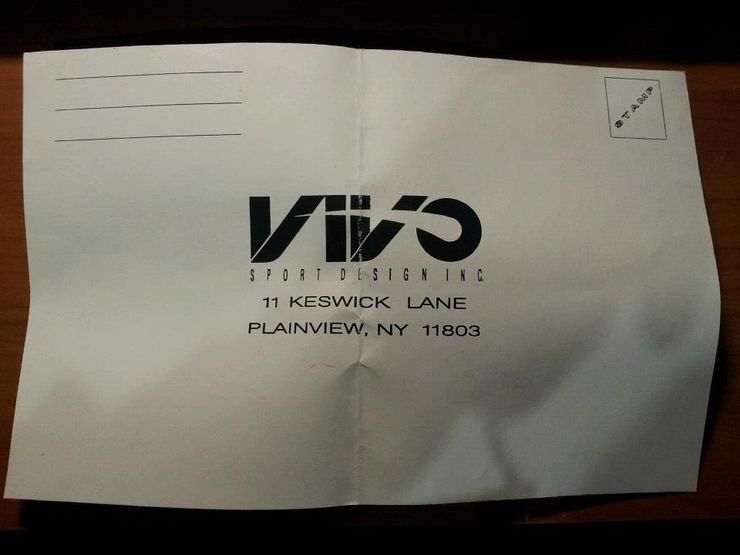 STAMP
VIVO
SPORT DESIGN INC.
11 KESWICK LANE
PLAINVIEW, NY 11803